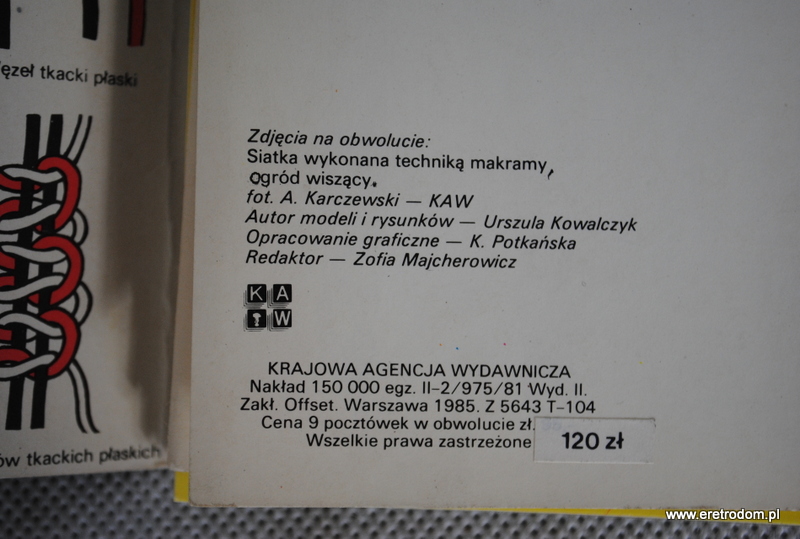 ęzeł tkacki płaski
ów tkackich płaskich
Zdjęcia na obwolucie:
Siatka wykonana techniką makramy,
ogród wiszący.
fot. A. Karczewski — KAW
Autor modeli i rysunków — Urszula Kowalczyk
Opracowanie graficzne — K. Potkańska
Redaktor — Zofia Majcherowicz
K A
W
KRAJOWA AGENCJA WYDAWNICZA
Nakład 150 000 egz. II-2/975/81 Wyd. II.
Zakł. Offset. Warszawa 1985. Z 5643 T-104
Cena 9 pocztówek w obwolucie zł.
Wszelkie prawa zastrzeżone 120 zł
www.eretrodom.pl